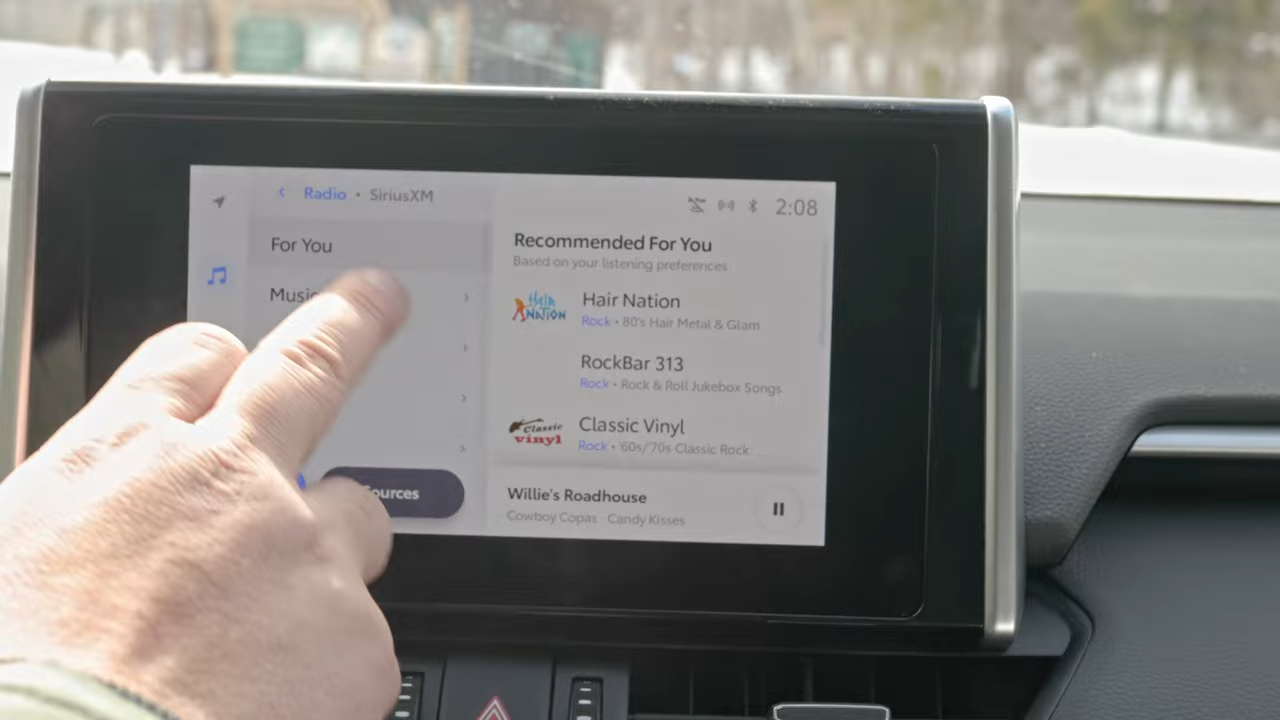 Radio • SiriusXM
2:08
For You
Recommended For You
Based on your listening preferences
Hair Nation
Hair Nation
Rock • 80's Hair Metal & Glam
RockBar 313
Rock • Rock & Roll Jukebox Songs
Classic vinyl
Classic Vinyl
Rock • '60s/'70s Classic Rock
Willie's Roadhouse
Cowboy Copas · Candy Kisses